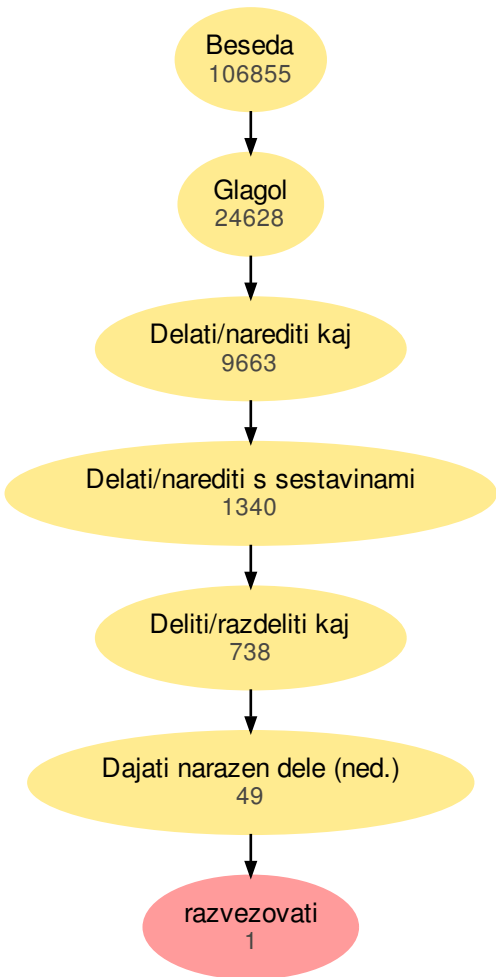 Beseda
106855
Glagol
24628
Delati/narediti kaj
9663
Delati/narediti s sestavinami
1340
Deliti/razdeliti kaj
738
Dajati narazen dele (ned.)
49
razvezovati
1